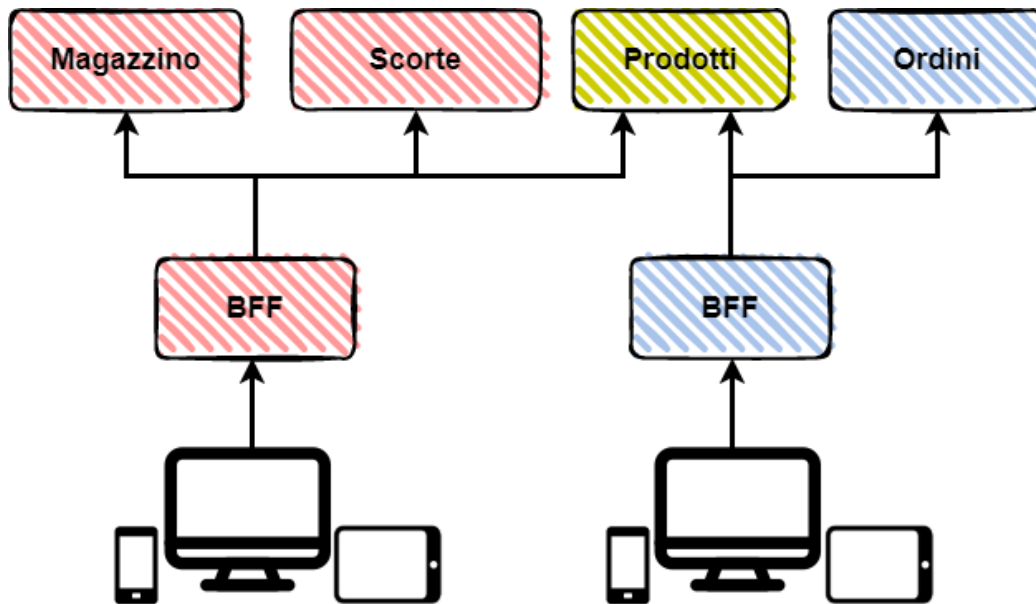 Magazzino
Scorte
Prodotti
Ordini
BFF
BFF